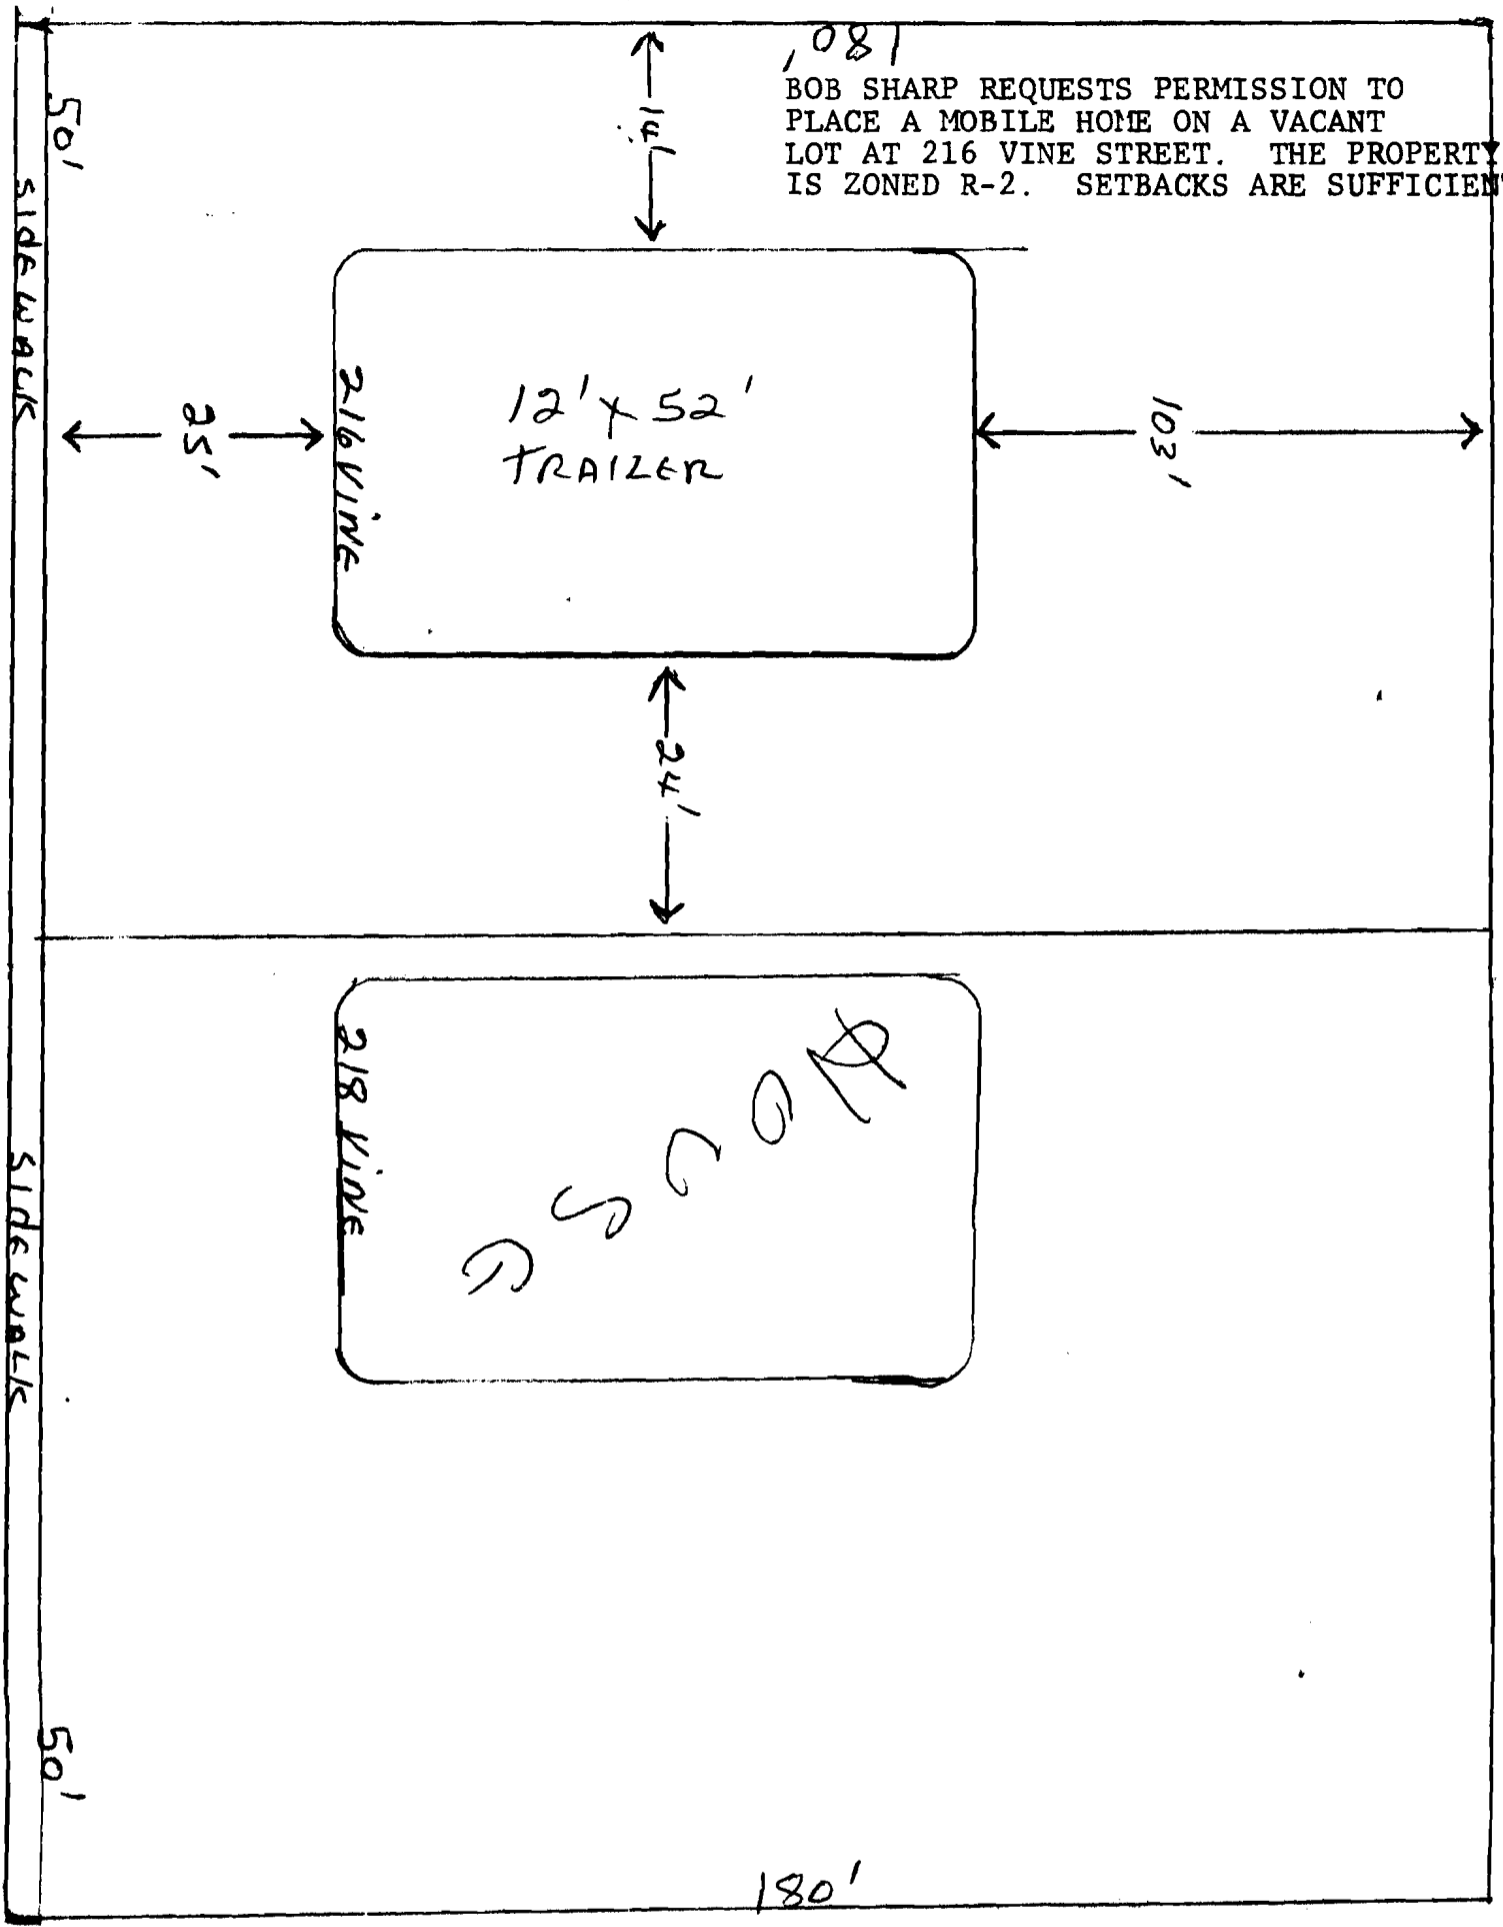 180'
BOB SHARP REQUESTS PERMISSION TO
PLACE A MOBILE HOME ON A VACANT
LOT AT 216 VINE STREET. THE PROPERTY
IS ZONED R-2. SETBACKS ARE SUFFICIENT
50'
14'
SIDEWALK
25'
216 VINE
12' x 52'
TRAILER
103'
24'
218 VINE
HOUSE
SIDEWALK
50'
180'